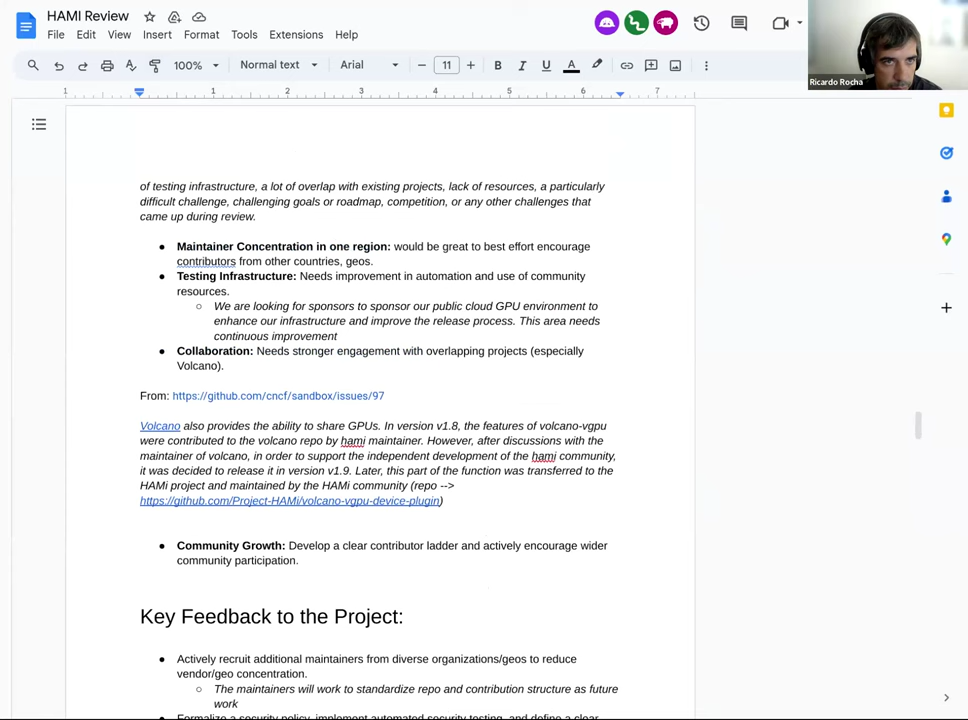 HAMI Review
File Edit View Insert Format Tools Extensions Help
100% Normal text Arial 11 B I U A
Ricardo Rocha
1 1 2 3 4 5 6 7
of testing infrastructure, a lot of overlap with existing projects, lack of resources, a particularly
difficult challenge, challenging goals or roadmap, competition, or any other challenges that
came up during review.
● Maintainer Concentration in one region: would be great to best effort encourage
contributors from other countries, geos.
● Testing Infrastructure: Needs improvement in automation and use of community
resources.
○ We are looking for sponsors to sponsor our public cloud GPU environment to
enhance our infrastructure and improve the release process. This area needs
continuous improvement
● Collaboration: Needs stronger engagement with overlapping projects (especially
Volcano).
From: https://github.com/cncf/sandbox/issues/97
Volcano also provides the ability to share GPUs. In version v1.8, the features of volcano-vgpu
were contributed to the volcano repo by hami maintainer. However, after discussions with the
maintainer of volcano, in order to support the independent development of the hami community,
it was decided to release it in version v1.9. Later, this part of the function was transferred to the
HAMi project and maintained by the HAMi community (repo -->
https://github.com/Project-HAMi/volcano-vgpu-device-plugin)
● Community Growth: Develop a clear contributor ladder and actively encourage wider
community participation.
Key Feedback to the Project:
● Actively recruit additional maintainers from diverse organizations/geos to reduce
vendor/geo concentration.
○ The maintainers will work to standardize repo and contribution structure as future
work
● Formalize a security policy, implement automated security testing, and define a clear